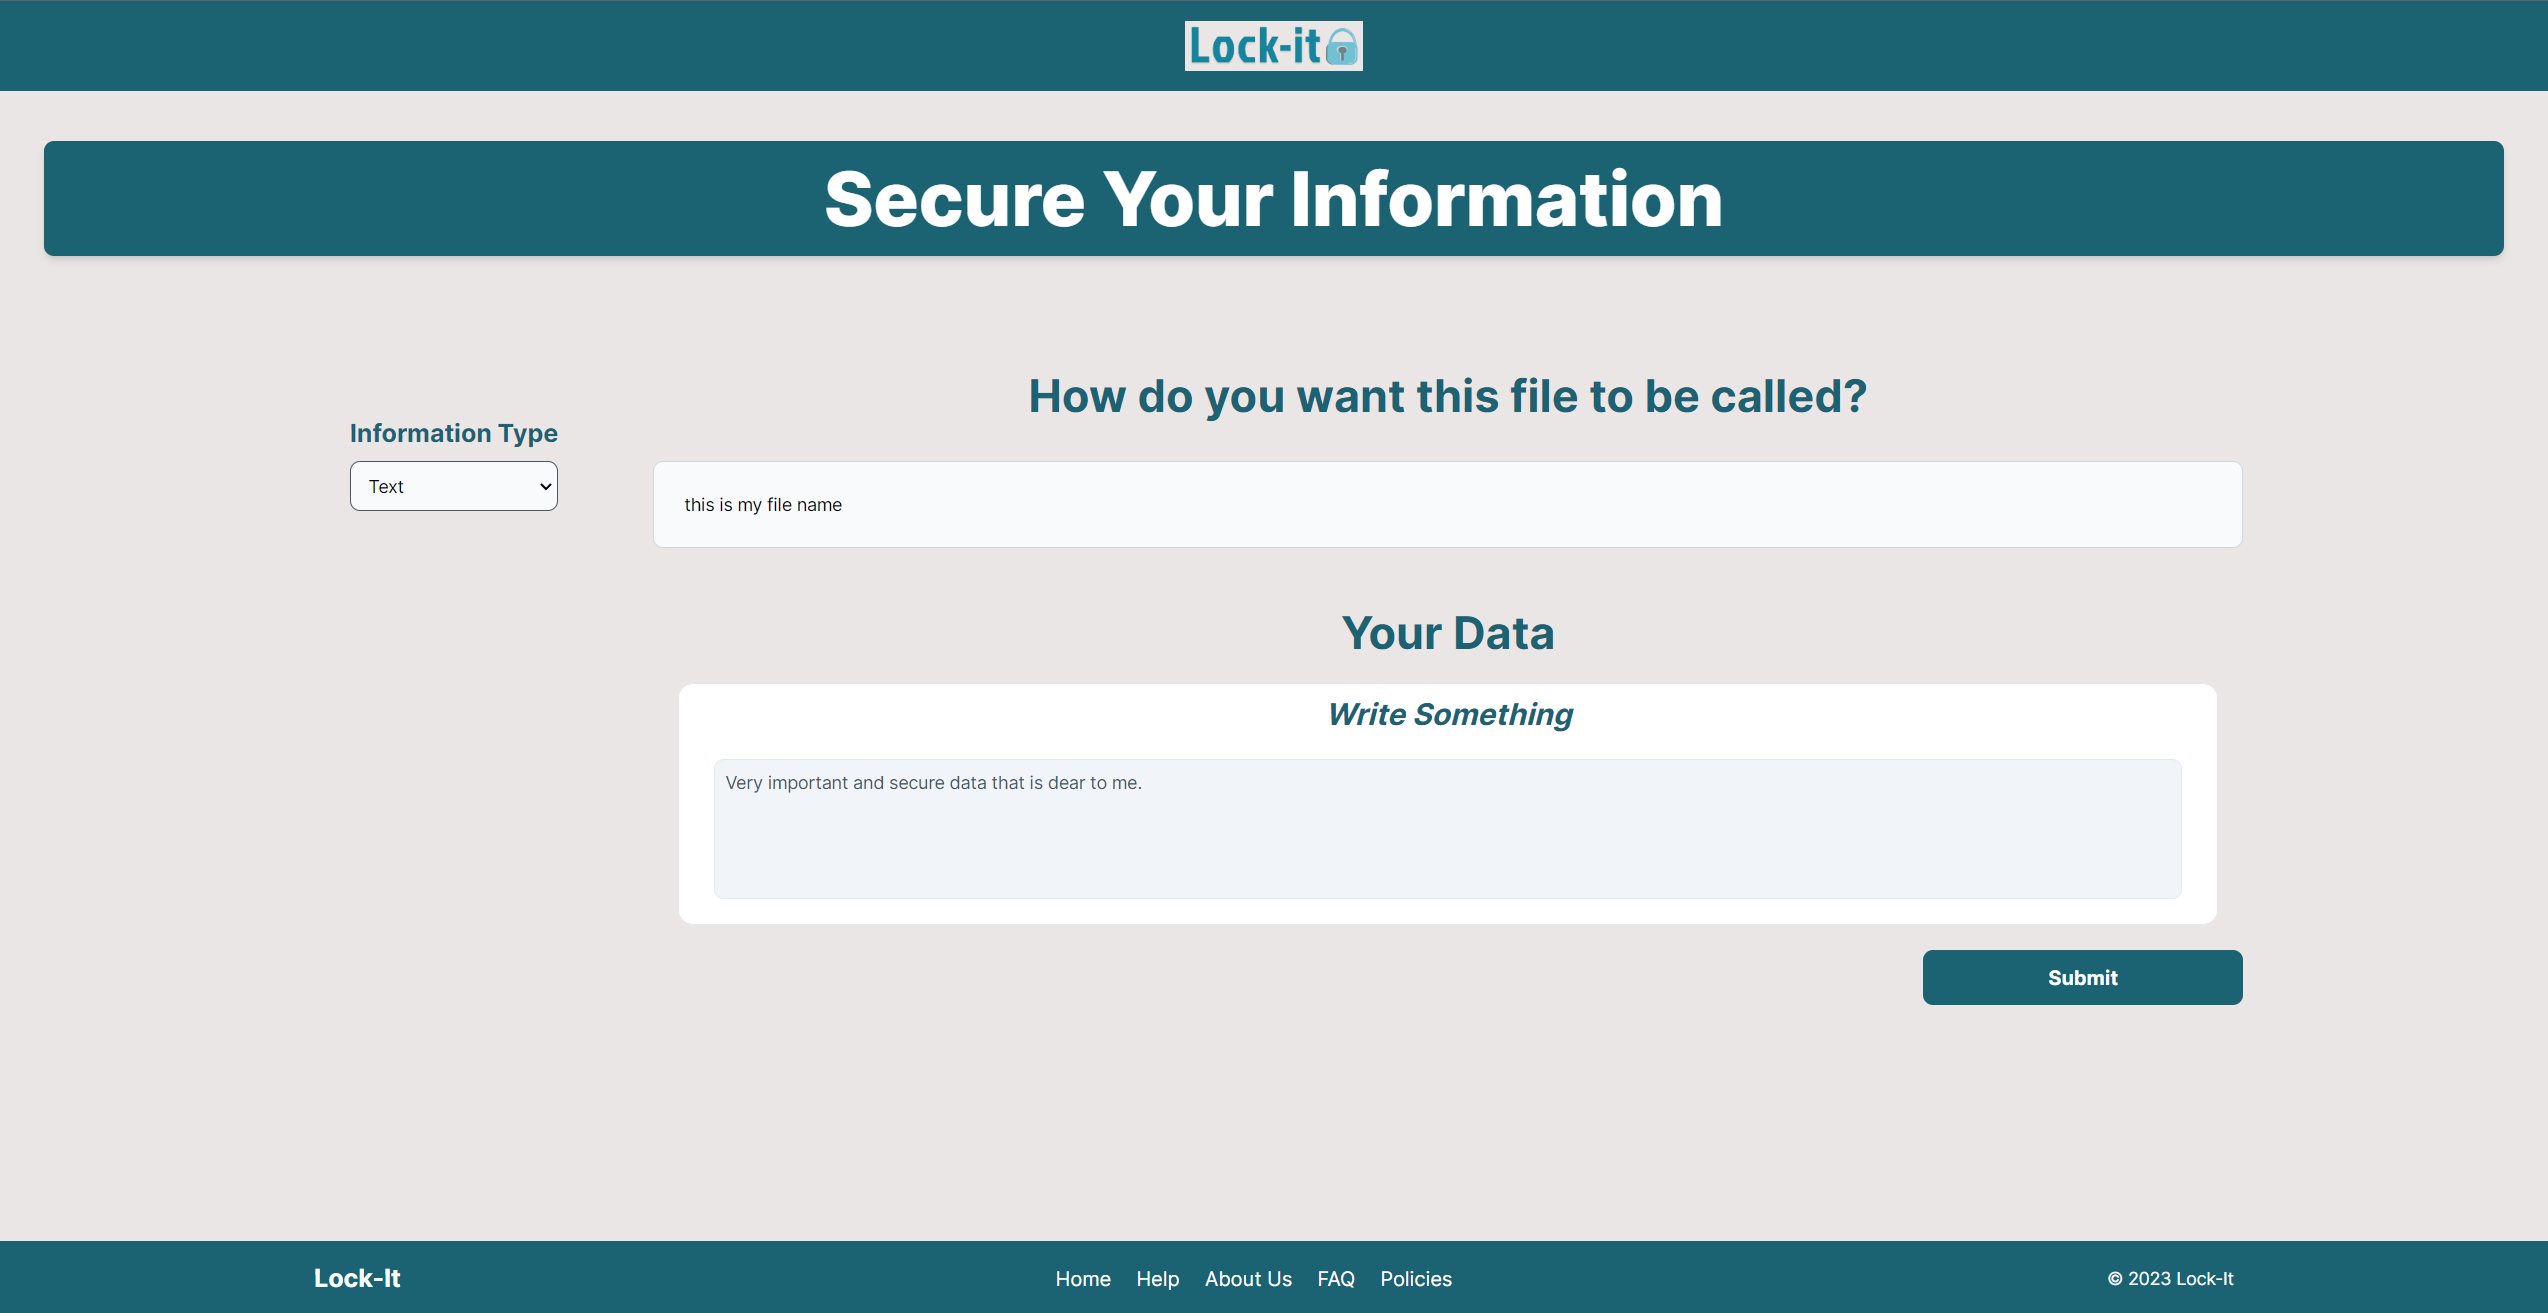 Lock-it
Secure Your Information
How do you want this file to be called?
Information Type
Text
this is my file name
Your Data
Write Something
Very important and secure data that is dear to me.
Submit
Lock-It
Home Help About Us FAQ Policies
© 2023 Lock-It